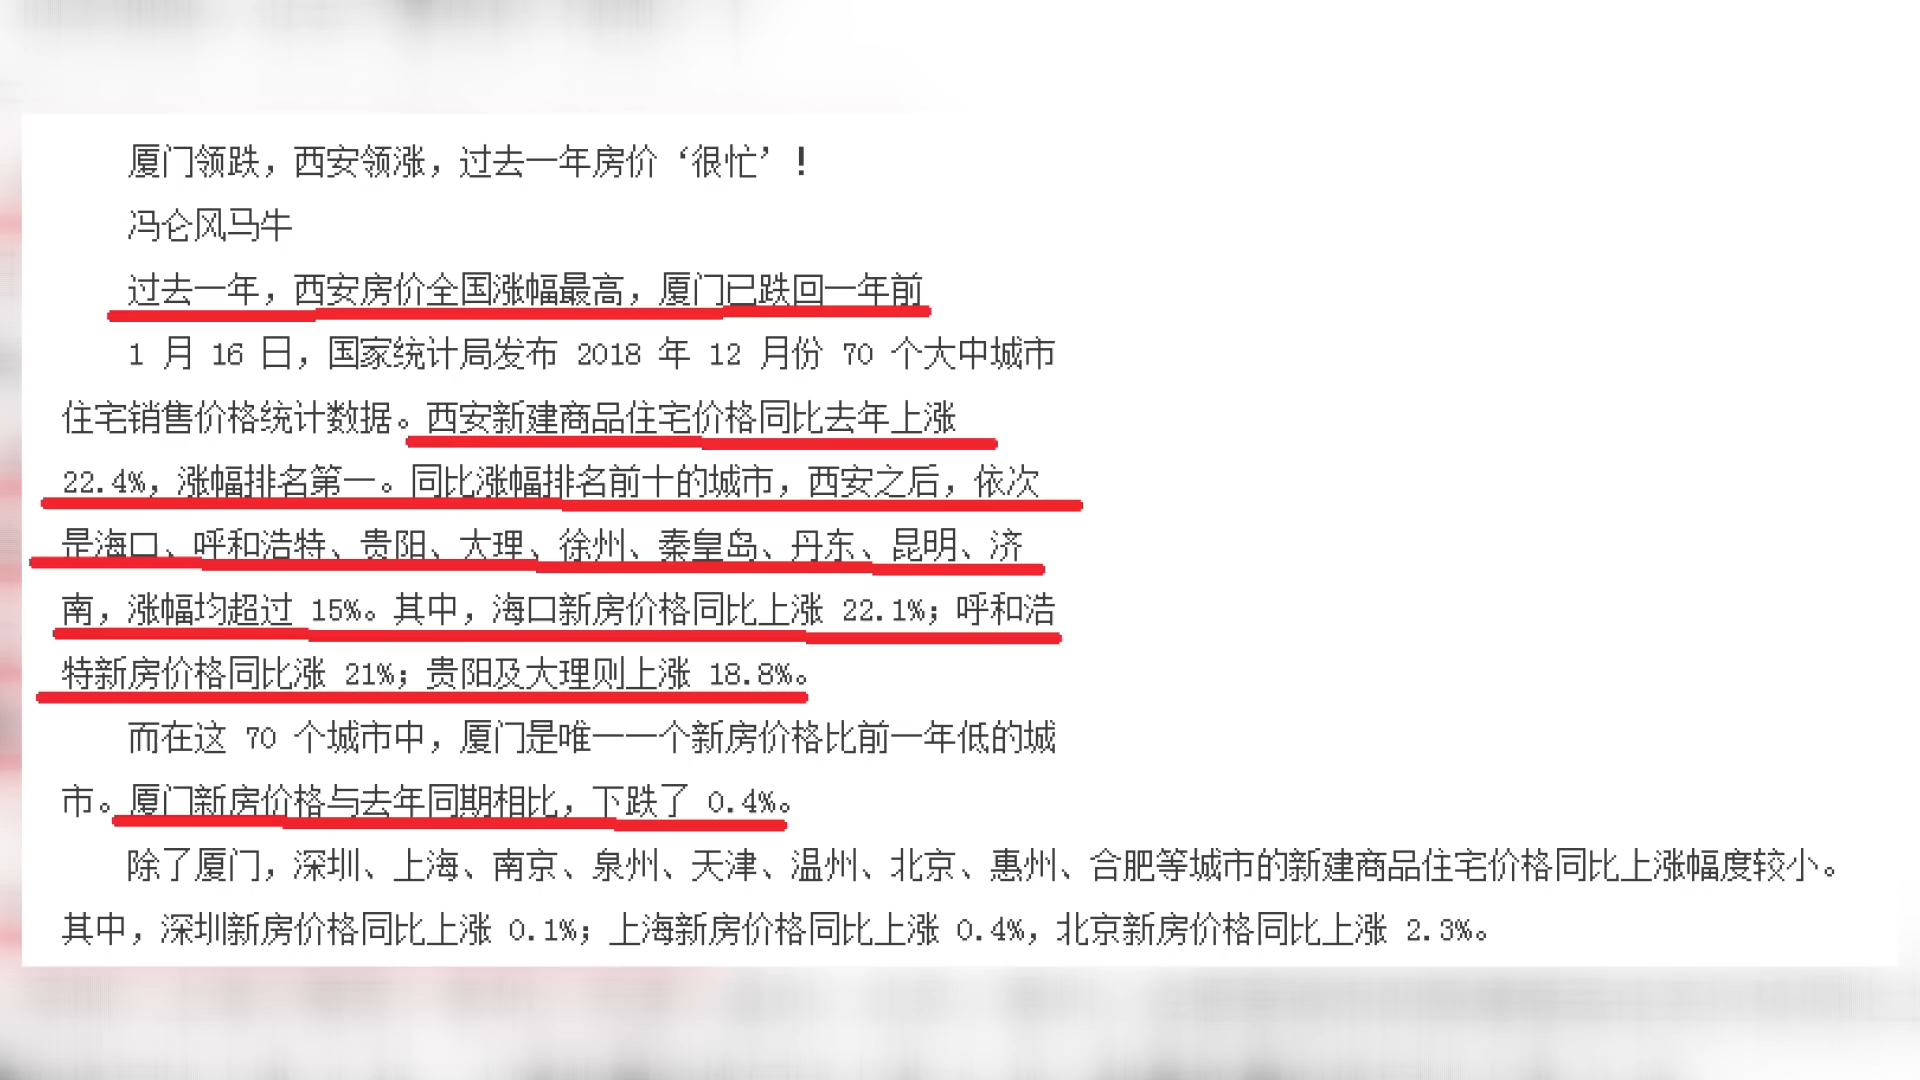 厦门领跌，西安领涨，过去一年房价‘很忙’！
冯仑风马牛
过去一年，西安房价全国涨幅最高，厦门已跌回一年前
1 月 16 日，国家统计局发布 2018 年 12 月份 70 个大中城市
住宅销售价格统计数据。西安新建商品住宅价格同比去年上涨
22.4%，涨幅排名第一。同比涨幅排名前十的城市，西安之后，依次
是海口、呼和浩特、贵阳、大理、徐州、秦皇岛、丹东、昆明、济
南，涨幅均超过 15%。其中，海口新房价格同比上涨 22.1%；呼和浩
特新房价格同比涨 21%；贵阳及大理则上涨 18.8%。
而在这 70 个城市中，厦门是唯一一个新房价格比前一年低的城
市。厦门新房价格与去年同期相比，下跌了 0.4%。
除了厦门，深圳、上海、南京、泉州、天津、温州、北京、惠州、合肥等城市的新建商品住宅价格同比上涨幅度较小。
其中，深圳新房价格同比上涨 0.1%；上海新房价格同比上涨 0.4%，北京新房价格同比上涨 2.3%。